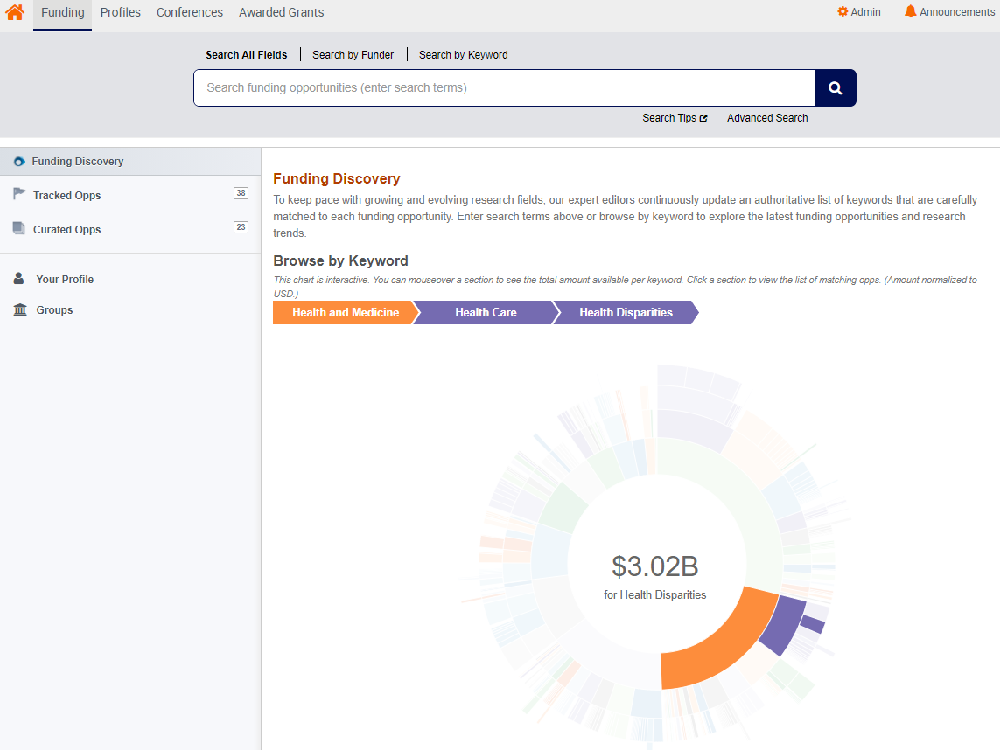 Funding Profiles Conferences Awarded Grants Admin Announcements
Search All Fields Search by Funder Search by Keyword
Search funding opportunities (enter search terms)
Search Tips Advanced Search
Funding Discovery
Tracked Opps 38
Curated Opps 23
Your Profile
Groups
Funding Discovery
To keep pace with growing and evolving research fields, our expert editors continuously update an authoritative list of keywords that are carefully
matched to each funding opportunity. Enter search terms above or browse by keyword to explore the latest funding opportunities and research
trends.
Browse by Keyword
This chart is interactive. You can mouseover a section to see the total amount available per keyword. Click a section to view the list of matching opps. (Amount normalized to
USD.)
Health and Medicine Health Care Health Disparities
$3.02B
for Health Disparities